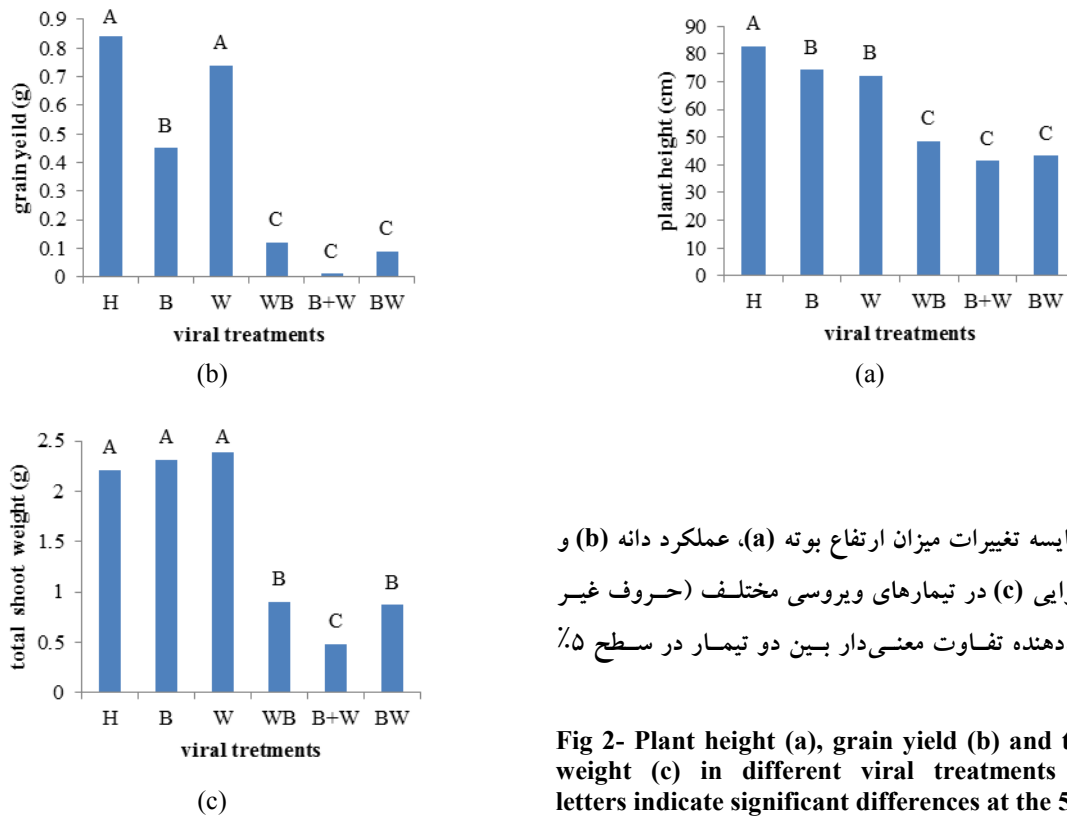 0.9
0.8
0.7
0.6
0.5
0.4
0.3
0.2
0.1
0
grain yeild (g)
A
B
A
C
C
C
H B W WB B+W BW
viral treatments
(b)
90
80
70
60
50
40
30
20
10
0
plant height (cm)
A
B
B
C
C
C
H B W WB B+W BW
viral treatments
(a)
2.5
2
1.5
1
0.5
0
total shoot weight (g)
A
A
A
B
C
B
H B W WB B+W BW
viral tretments
(c)
تغییرات میزان ارتفاع بوته (a)، عملکرد دانه (b) و
(c) در تیمارهای ویروسی مختلف (حروف غیر
دهنده تفاوت معنی‌دار بین دو تیمار در سطح ۵٪
Fig 2- Plant height (a), grain yield (b) and
weight (c) in different viral treatments
letters indicate significant differences at the 5